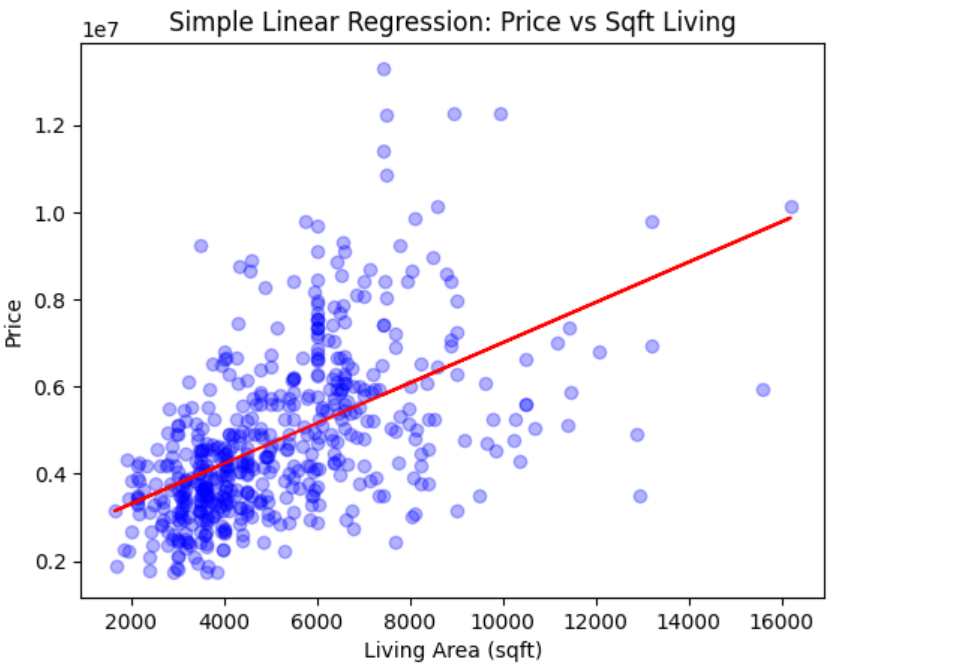 Simple Linear Regression: Price vs Sqft Living
1e7
1.2
1.0
0.8
0.6
0.4
0.2
Price
2000 4000 6000 8000 10000 12000 14000 16000
Living Area (sqft)